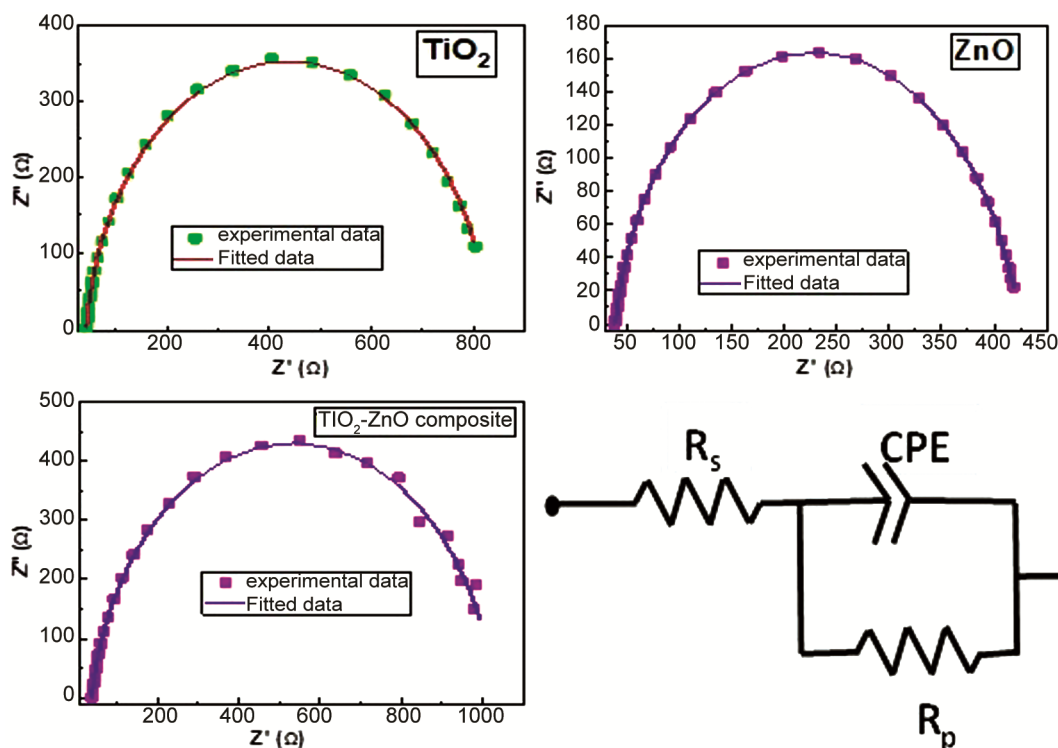 TiO2
400
300
200
100
0
Z'' (Ω)
experimental data
Fitted data
200 400 600 800
Z' (Ω)
ZnO
180
160
140
120
100
80
60
40
20
0
Z'' (Ω)
experimental data
Fitted data
50 100 150 200 250 300 350 400 450
Z' (Ω)
TIO2-ZnO composite
500
400
300
200
100
0
Z'' (Ω)
experimental data
Fitted data
200 400 600 800 1000
Z' (Ω)
Rs
CPE
Rp